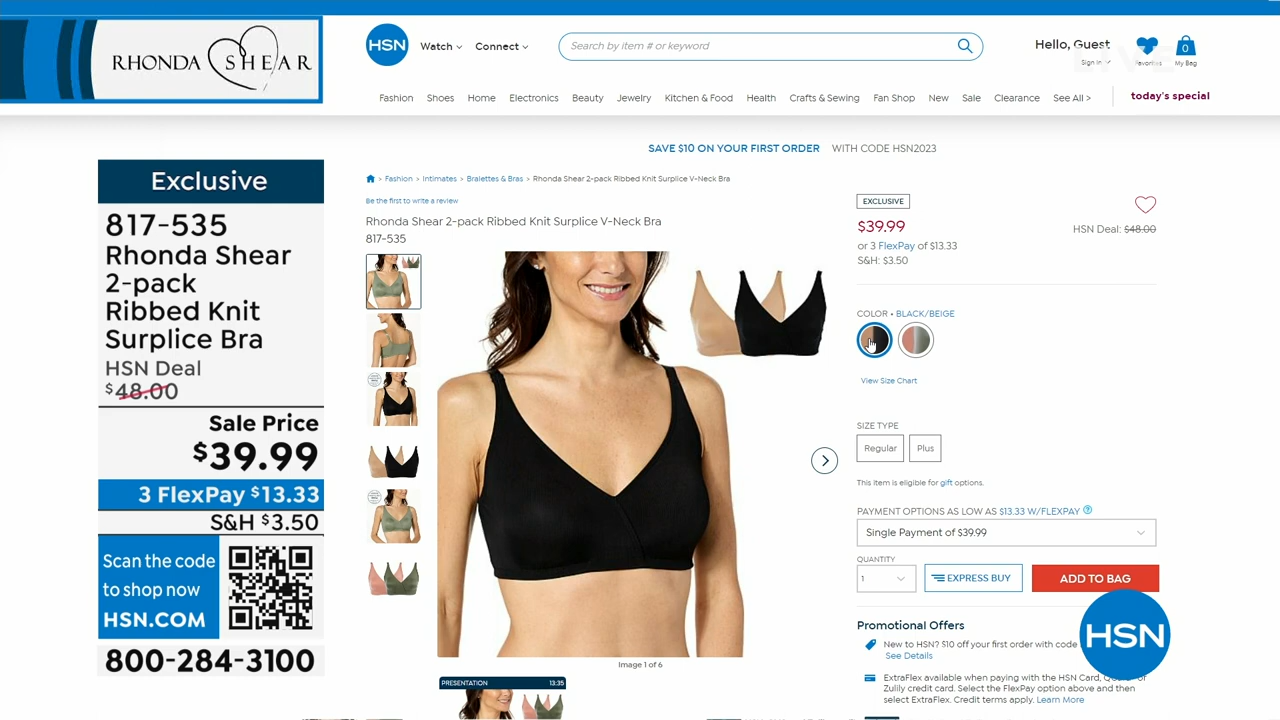 RHONDA SHEAR
HSN
Watch
Connect
Search by item # or keyword
Hello, Guest
Sign In
Favorites
0
My Bag
Fashion
Shoes
Home
Electronics
Beauty
Jewelry
Kitchen & Food
Health
Crafts & Sewing
Fan Shop
New
Sale
Clearance
See All >
today's special
SAVE $10 ON YOUR FIRST ORDER WITH CODE HSN2023
> Fashion > Intimates > Bralettes & Bras > Rhonda Shear 2-pack Ribbed Knit Surplice V-Neck Bra
Be the first to write a review
Rhonda Shear 2-pack Ribbed Knit Surplice V-Neck Bra
817-535
Exclusive
817-535
Rhonda Shear
2-pack
Ribbed Knit
Surplice Bra
HSN Deal
$48.00
Sale Price
$39.99
3 FlexPay $13.33
S&H $3.50
Scan the code
to shop now
HSN.COM
800-284-3100
Image 1 of 6
PRESENTATION 13:35
EXCLUSIVE
$39.99
HSN Deal: $48.00
or 3 FlexPay of $13.33
S&H: $3.50
COLOR • BLACK/BEIGE
View Size Chart
SIZE TYPE
Regular
Plus
This item is eligible for gift options.
PAYMENT OPTIONS AS LOW AS $13.33 W/FLEXPAY ?
Single Payment of $39.99
QUANTITY
1
EXPRESS BUY
ADD TO BAG
Promotional Offers
New to HSN? $10 off your first order with code
See Details
HSN
ExtraFlex available when paying with the HSN Card, or
Zulily credit card. Select the FlexPay option above and then
select ExtraFlex. Credit terms apply. Learn More